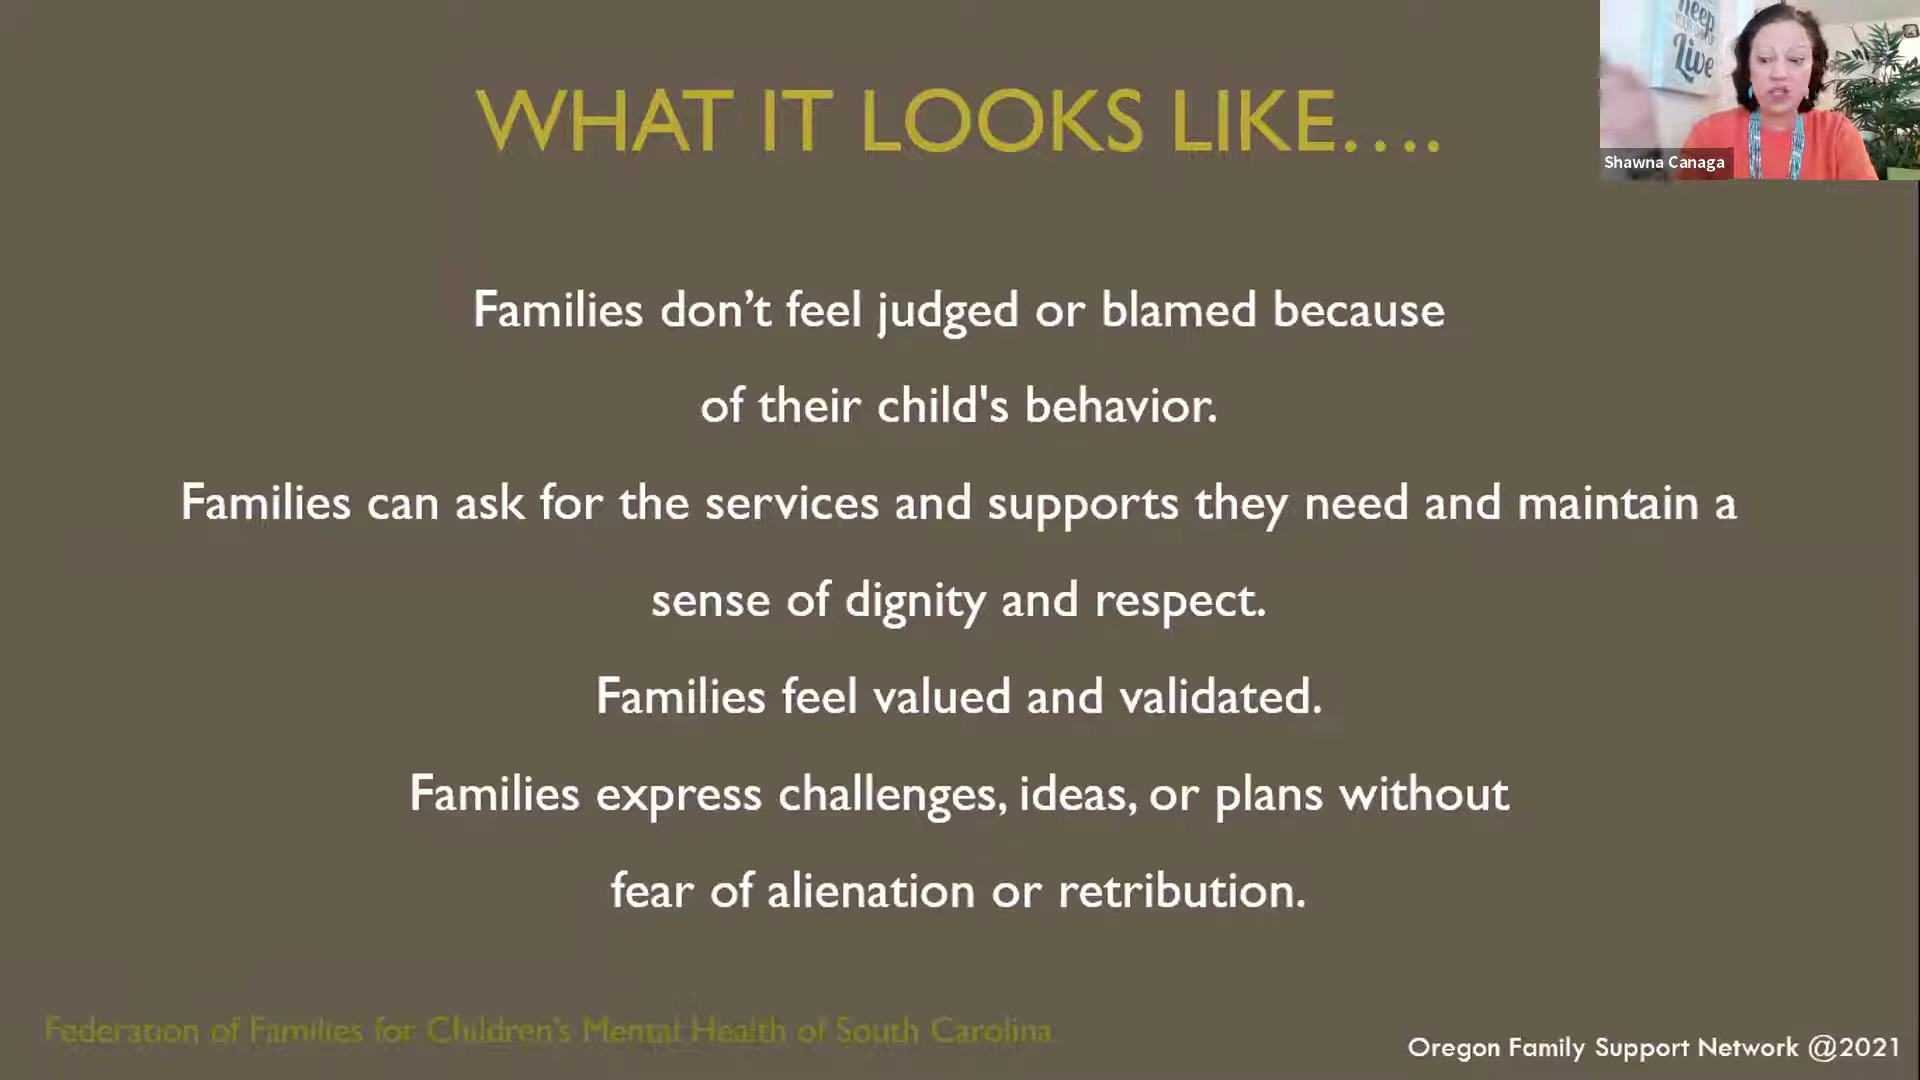 WHAT IT LOOKS LIKE….
keep
Live
Shawna Canaga
Families don’t feel judged or blamed because
of their child's behavior.
Families can ask for the services and supports they need and maintain a
sense of dignity and respect.
Families feel valued and validated.
Families express challenges, ideas, or plans without
fear of alienation or retribution.
Federation of Families for Children’s Mental Health of South Carolina
Oregon Family Support Network @2021